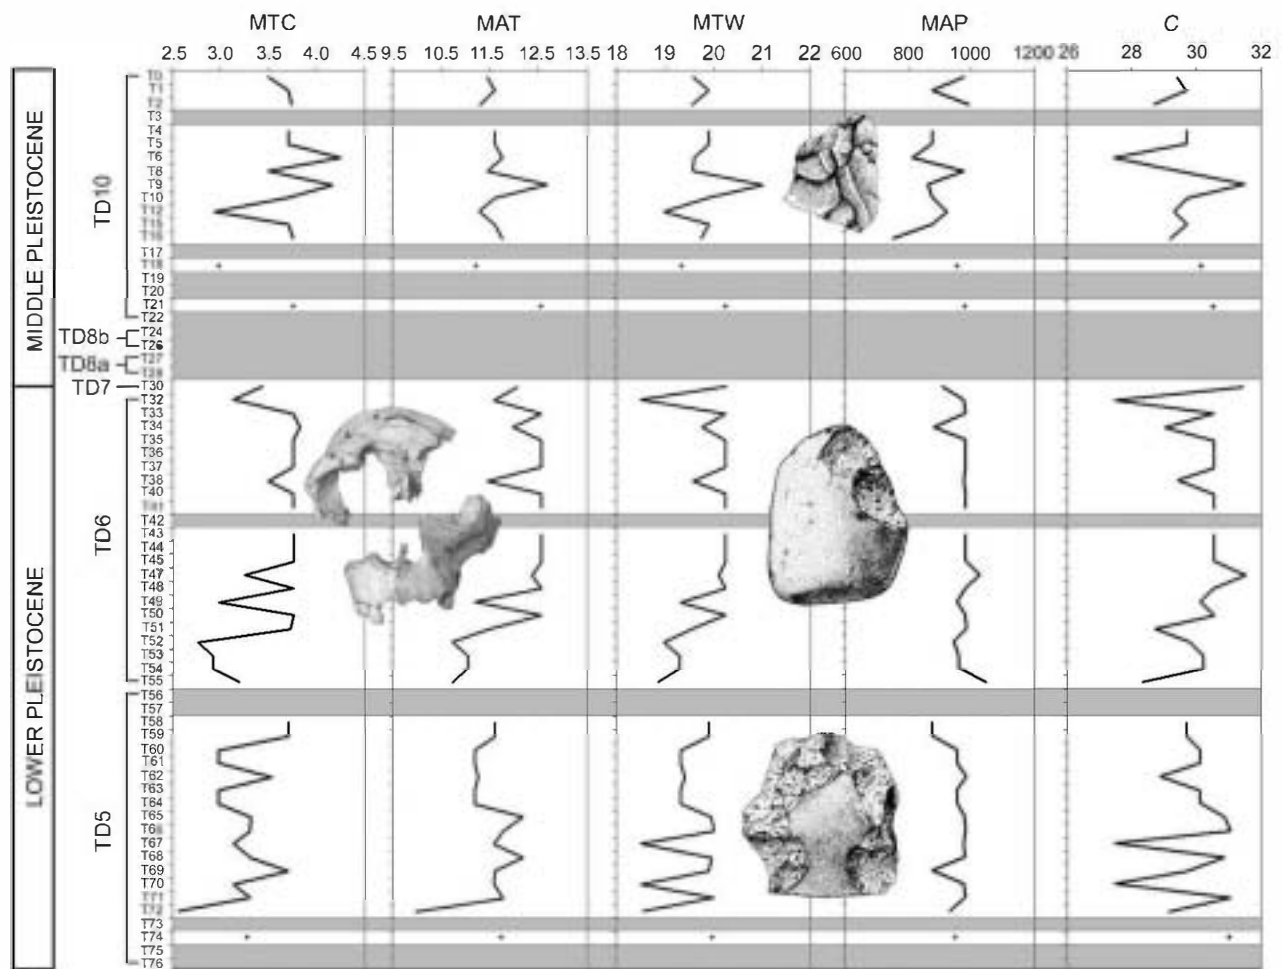 MTC MAT MTW MAP C
2.5 3.0 3.5 4.0 4.5 9.5 10.5 11.5 12.5 13.5 18 19 20 21 22 600 800 1000 1200 26 28 30 32
MIDDLE PLEISTOCENE
LOWER PLEISTOCENE
TD10
TD8b
TD8a
TD7
TD6
TD5
T0
T1
T2
T3
T4
T5
T6
T8
T9
T10
T12
T15
T16
T17
T18
T19
T20
T21
T22
T24
T26
T27
T28
T30
T32
T33
T34
T35
T36
T37
T38
T40
T41
T42
T43
T44
T45
T47
T48
T49
T50
T51
T52
T53
T54
T55
T56
T57
T58
T59
T60
T61
T62
T63
T64
T65
T66
T67
T68
T69
T70
T71
T72
T73
T74
T75
T76